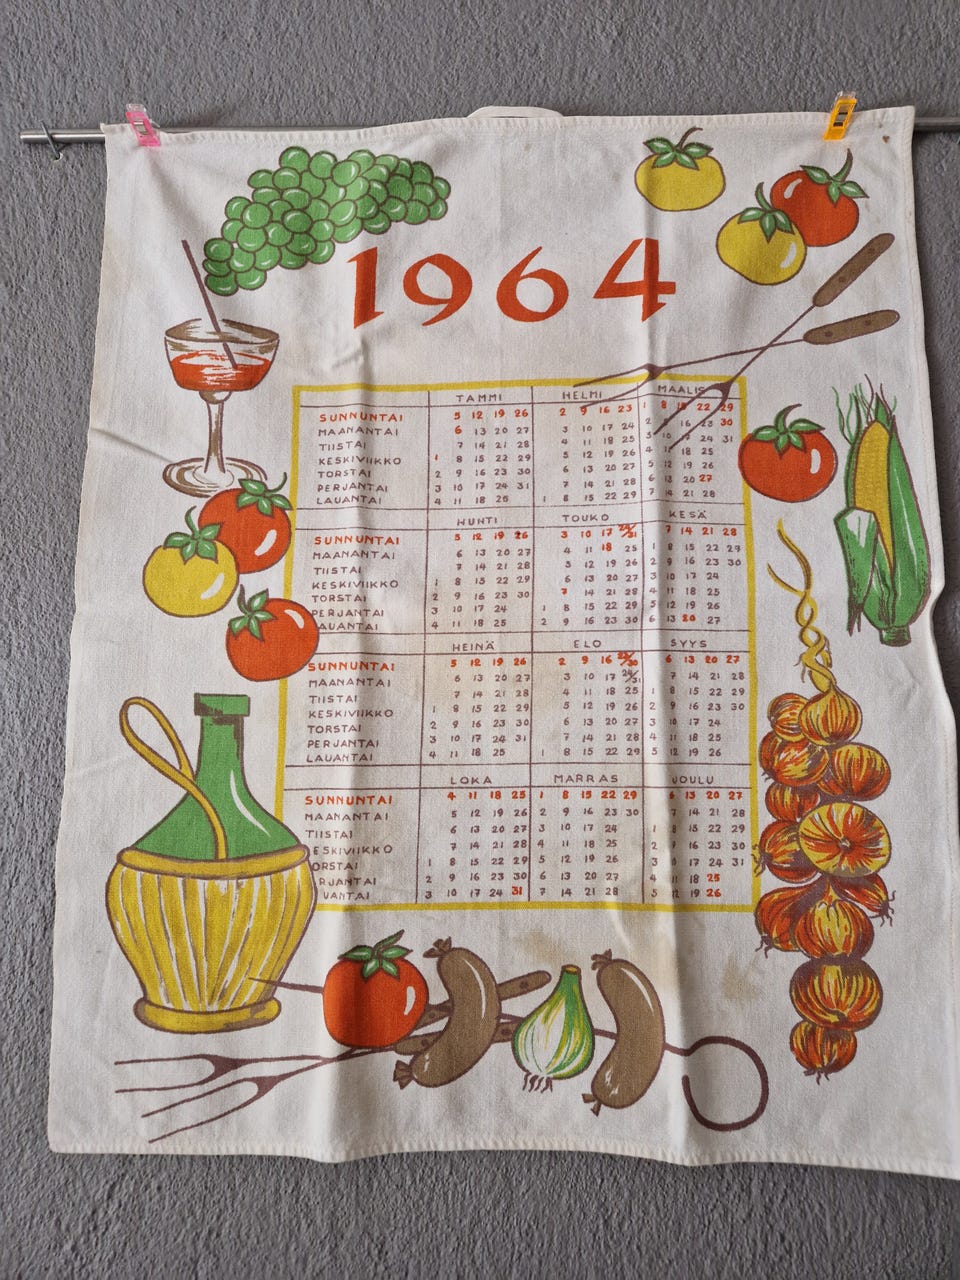 1964
TAMMI HELMI MAALIS
SUNNUNTAI 5 12 19 26 2 9 16 23 1 8 15 22 29
MAANANTAI 6 13 20 27 3 10 17 24 2 16 23 30
TIISTAI 7 14 21 28 4 11 18 25 3 10 17 24 31
KESKIVIIKKO 1 8 15 22 29 5 12 19 26 4 11 18 25
TORSTAI 2 9 16 23 30 6 13 20 27 5 12 19 26
PERJANTAI 3 10 17 24 31 7 14 21 28 6 13 20 27
LAUANTAI 4 11 18 25 1 8 15 22 29 7 14 21 28
HUHTI TOUKO KESÄ
SUNNUNTAI 5 12 19 26 3 10 17 24/31 7 14 21 28
MAANANTAI 6 13 20 27 4 11 18 25 1 8 15 22 29
TIISTAI 7 14 21 28 5 12 19 26 2 9 16 23 30
KESKIVIIKKO 1 8 15 22 29 6 13 20 27 3 10 17 24
TORSTAI 2 9 16 23 30 7 14 21 28 4 11 18 25
PERJANTAI 3 10 17 24 1 8 15 22 29 5 12 19 26
AUANTAI 4 11 18 25 2 9 16 23 30 6 13 20 27
HEINÄ ELO SYYS
SUNNUNTAI 5 12 19 26 2 9 16 23/30 6 13 20 27
MAANANTAI 6 13 20 27 3 10 17 24/31 7 14 21 28
TIISTAI 7 14 21 28 4 11 18 25 1 8 15 22 29
KESKIVIIKKO 1 8 15 22 29 5 12 19 26 2 9 16 23 30
TORSTAI 2 9 16 23 30 6 13 20 27 3 10 17 24
PERJANTAI 3 10 17 24 31 7 14 21 28 4 11 18 25
LAUANTAI 4 11 18 25 1 8 15 22 29 5 12 19 26
LOKA MARRAS JOULU
SUNNUNTAI 4 11 18 25 1 8 15 22 29 6 13 20 27
MAANANTAI 5 12 19 26 2 9 16 23 30 7 14 21 28
TIISTAI 6 13 20 27 3 10 17 24 1 8 15 22 29
ESKIVIIKKO 7 14 21 28 4 11 18 25 2 9 16 23 30
ORSTAI 1 8 15 22 29 5 12 19 26 3 10 17 24 31
RJANTAI 2 9 16 23 30 6 13 20 27 4 11 18 25
UANTAI 3 10 17 24 31 7 14 21 28 5 12 19 26